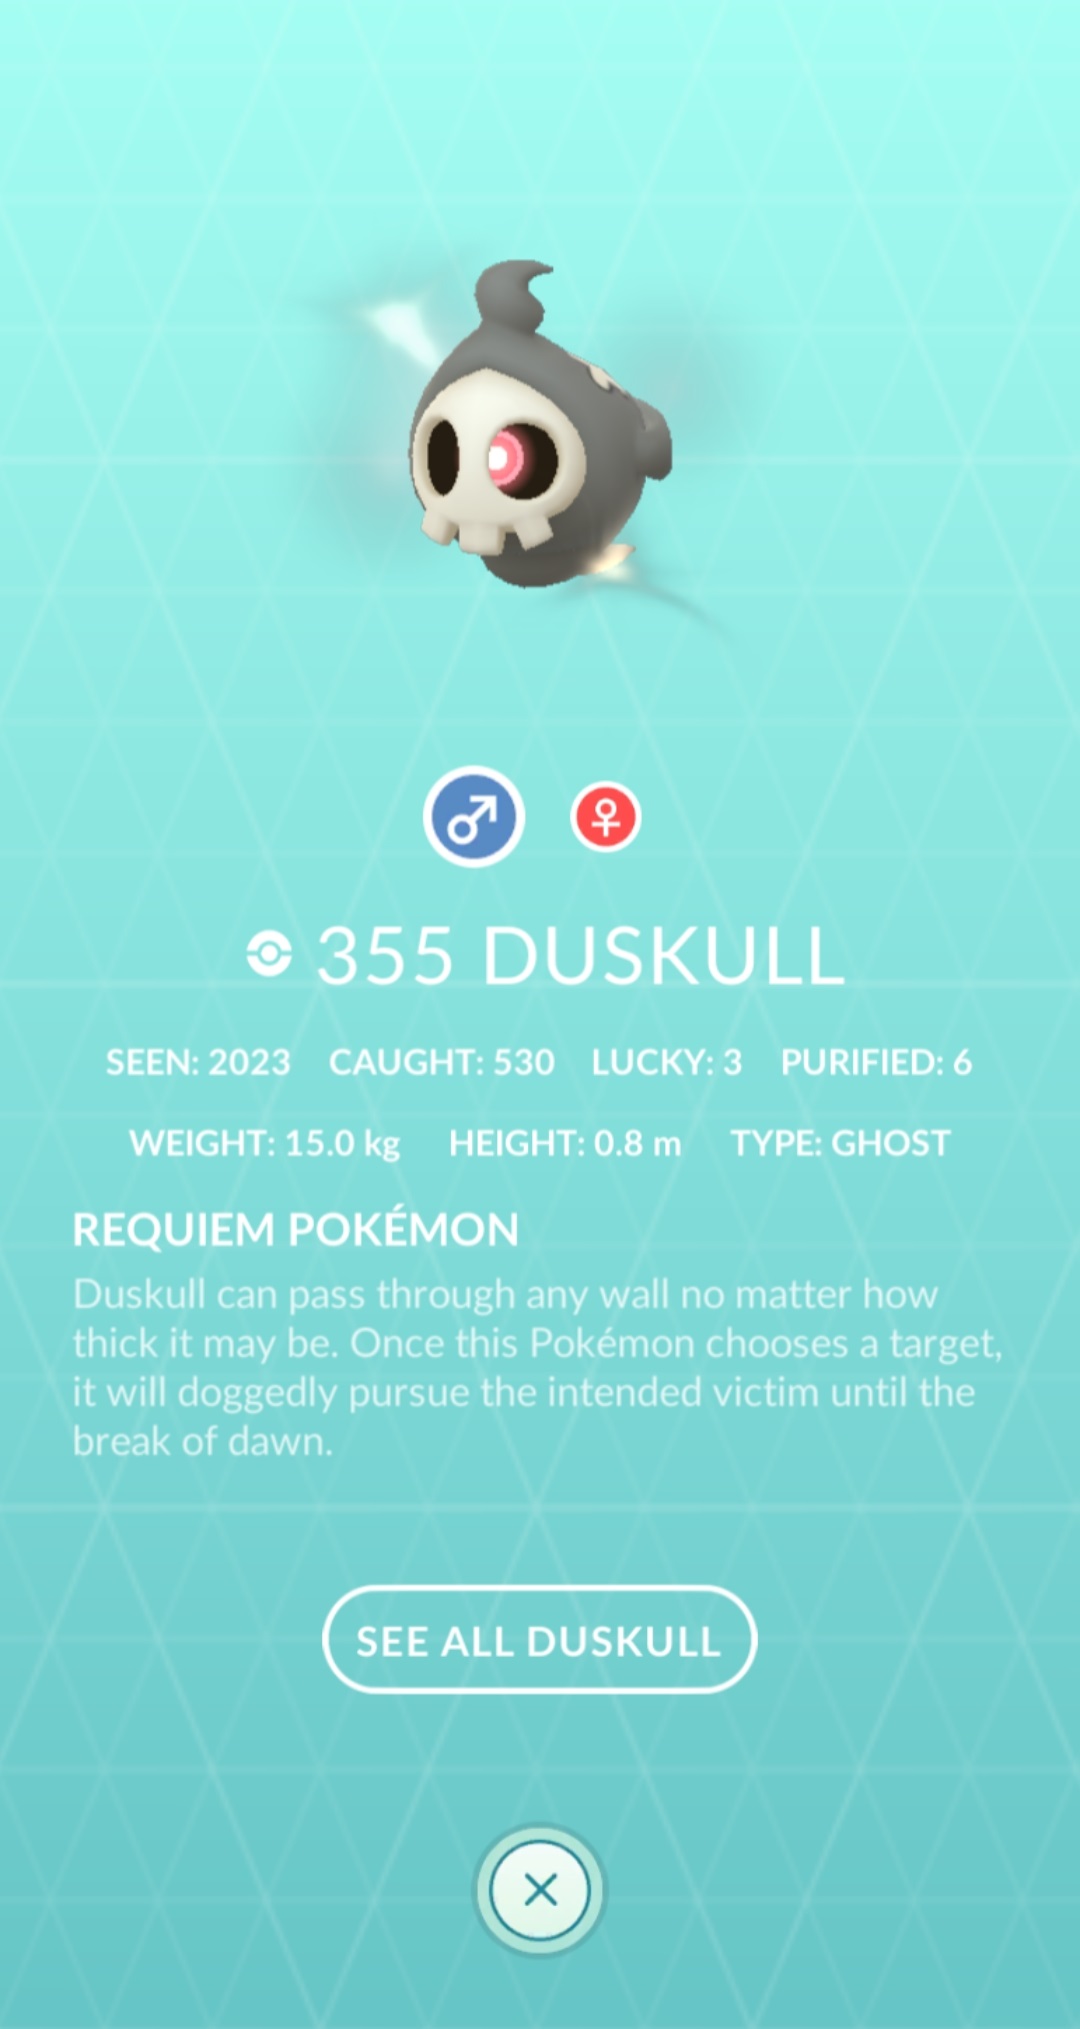 355 DUSKULL
SEEN: 2023 CAUGHT: 530 LUCKY: 3 PURIFIED: 6
WEIGHT: 15.0 kg HEIGHT: 0.8 m TYPE: GHOST
REQUIEM POKÉMON
Duskull can pass through any wall no matter how
thick it may be. Once this Pokémon chooses a target,
it will doggedly pursue the intended victim until the
break of dawn.
SEE ALL DUSKULL